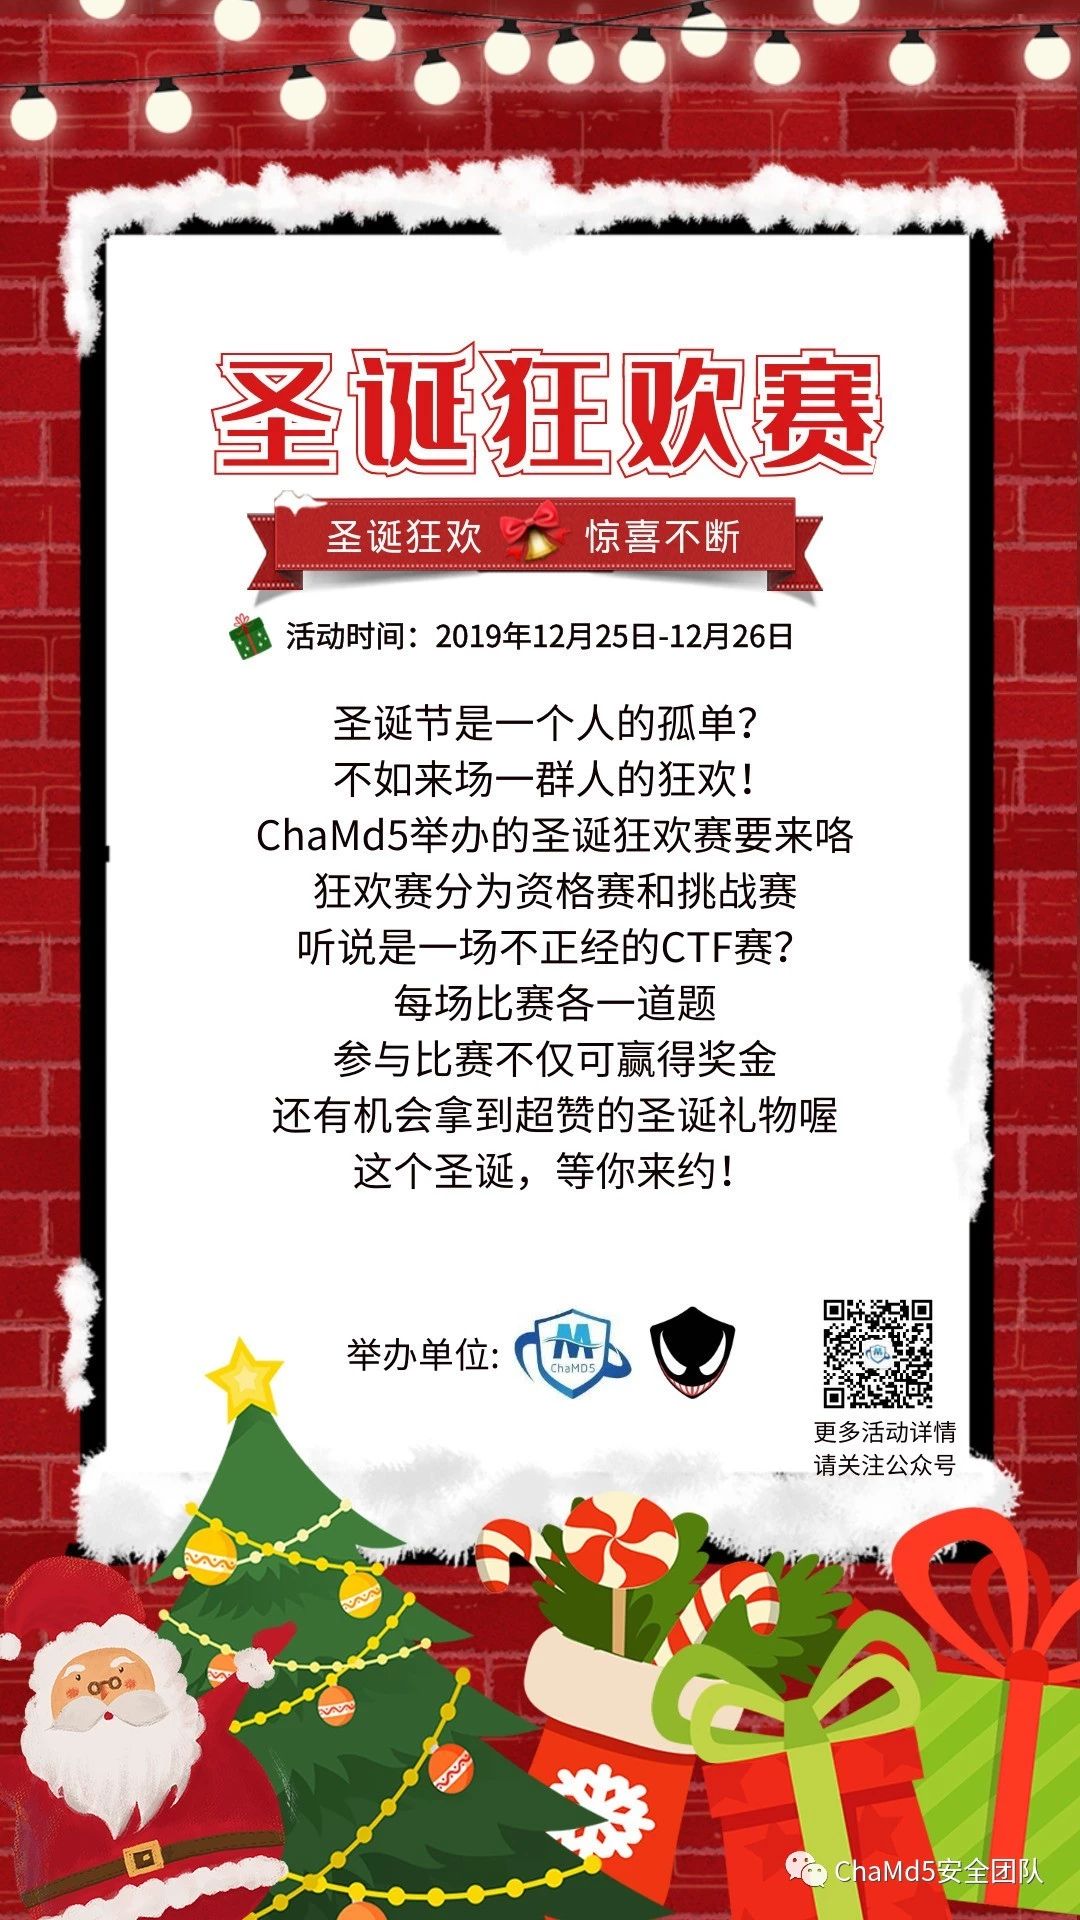 圣诞狂欢赛
圣诞狂欢 惊喜不断
活动时间：2019年12月25日-12月26日
圣诞节是一个人的孤单？
不如来场一群人的狂欢！
ChaMd5举办的圣诞狂欢赛要来咯
狂欢赛分为资格赛和挑战赛
听说是一场不正经的CTF赛？
每场比赛各一道题
参与比赛不仅可赢得奖金
还有机会拿到超赞的圣诞礼物喔
这个圣诞，等你来约！
举办单位:
M
ChaMD5
更多活动详情
请关注公众号
ChaMd5安全团队